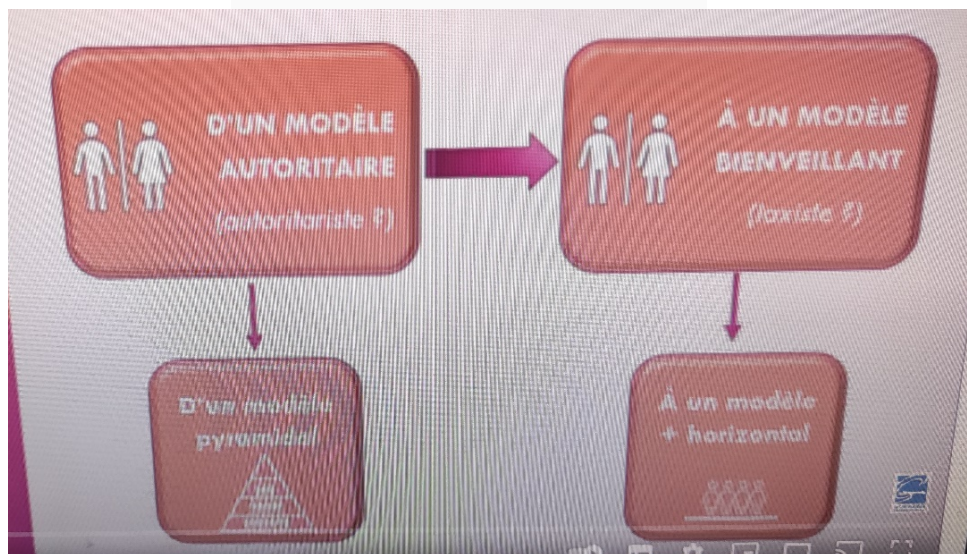 D'UN MODÈLE
AUTORITAIRE
(autoritariste ?)
À UN MODÈLE
BIENVEILLANT
(laxiste ?)
D'un modèle
pyramidal
À un modèle
+ horizontal